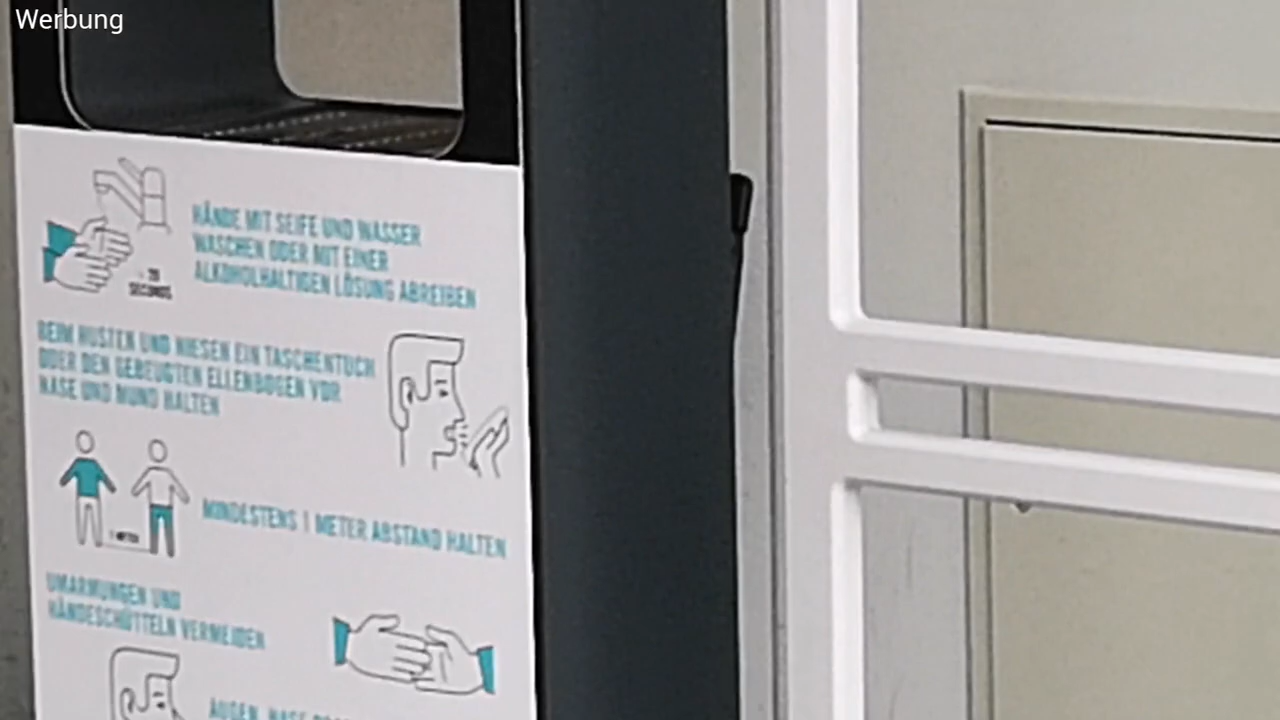 Werbung
HÄNDE MIT SEIFE UND WASSER
WASCHEN ODER MIT EINER
ALKOHOLHALTIGEN LÖSUNG ABREIBEN
SECONDS
BEIM HUSTEN UND NIESEN EIN TASCHENTUCH
ODER DEN GEBEUGTEN ELLENBOGEN VOR
NASE UND MUND HALTEN
MINDESTENS 1 METER ABSTAND HALTEN
1 METER
UMARMUNGEN UND
HÄNDESCHÜTTELN VERMEIDEN
AUGEN, NASE